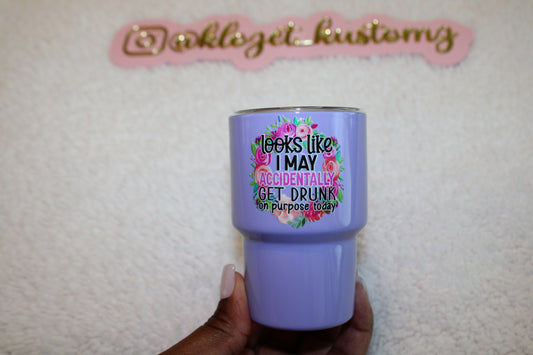 @klozet_kustomz
looks like
I MAY
ACCIDENTALLY
GET DRUNK
on purpose today